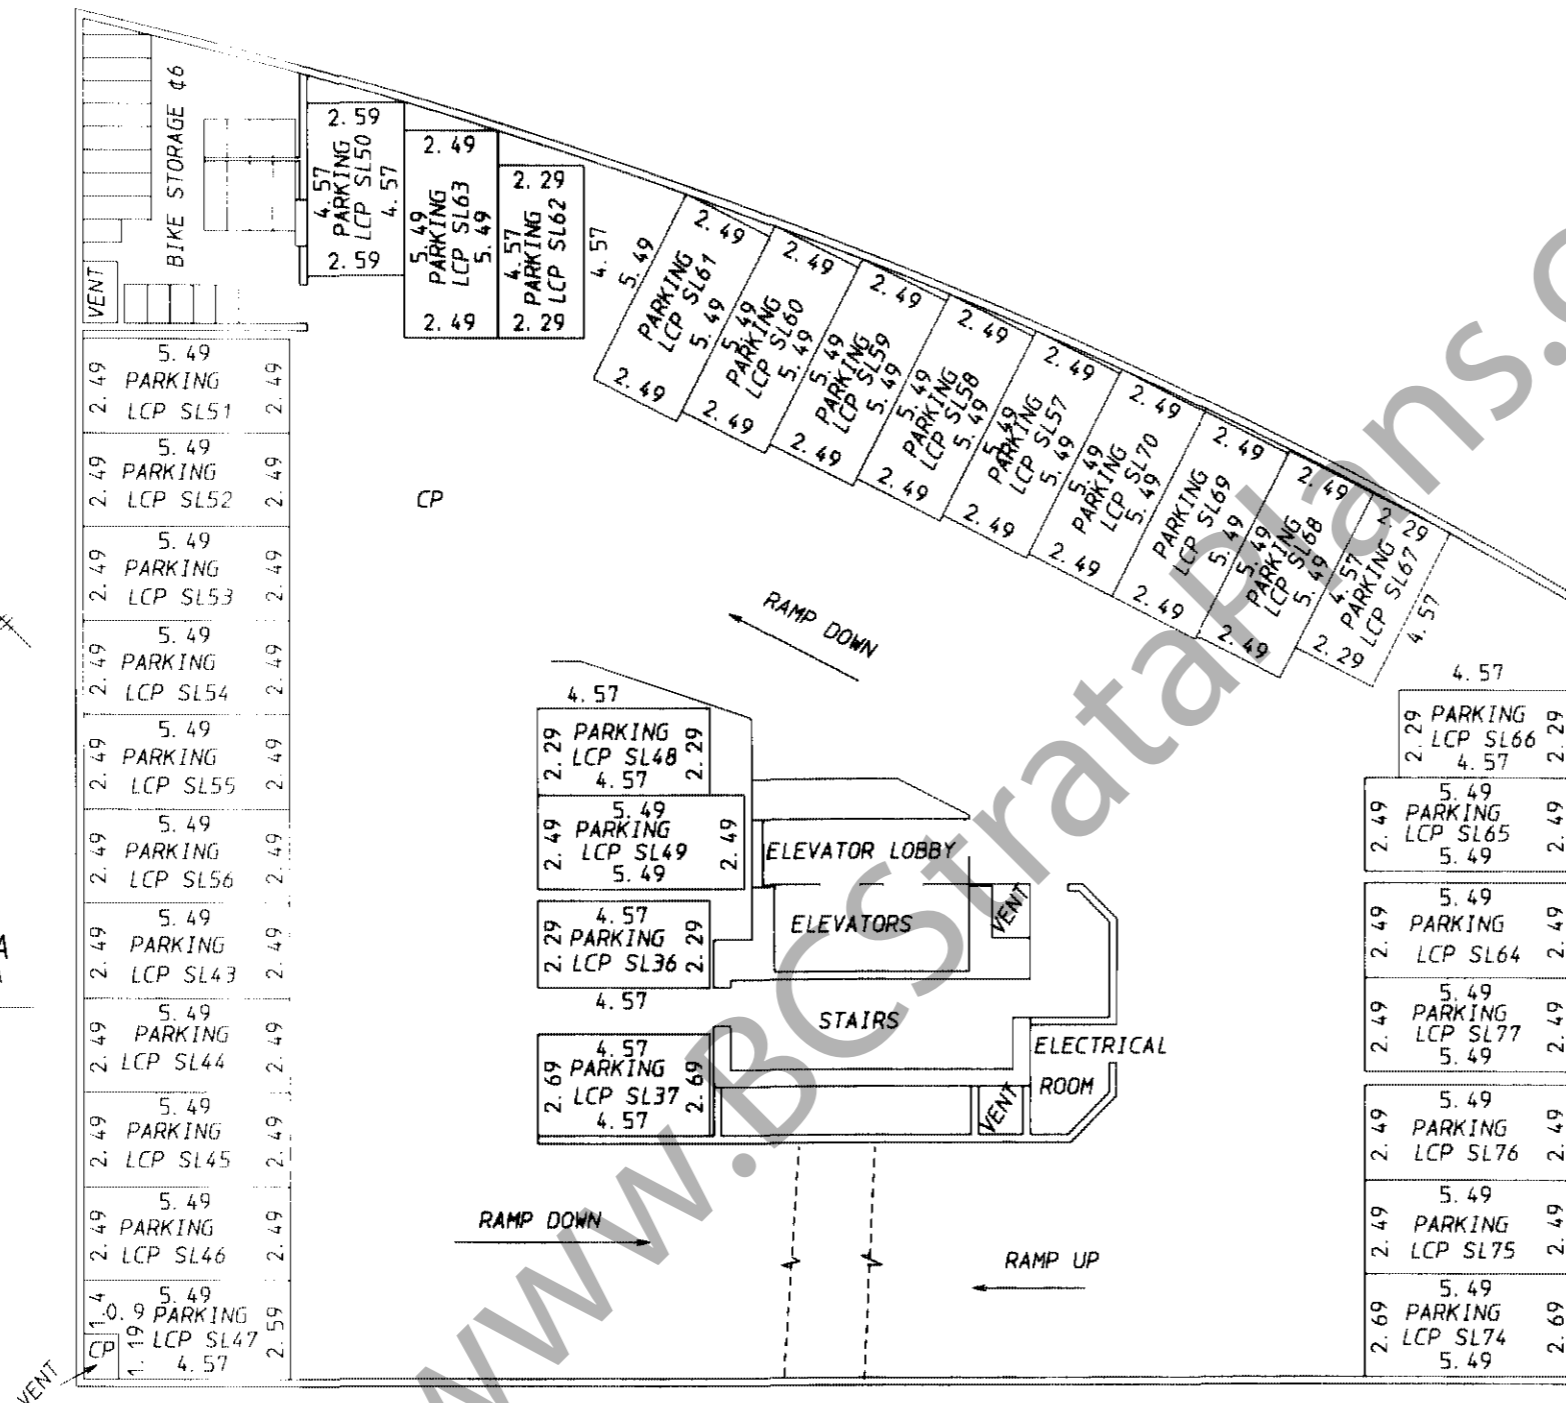 BIKE STORAGE ¢6
VENT
2.59
4.57
PARKING
LCP SL50
4.57
2.59
2.49
5.49
PARKING
LCP SL63
5.49
2.49
2.29
4.57
PARKING
LCP SL62
4.57
2.29
2.49
5.49
PARKING
LCP SL61
5.49
2.49
2.49
5.49
PARKING
LCP SL60
5.49
2.49
2.49
5.49
PARKING
LCP SL59
5.49
2.49
2.49
5.49
PARKING
LCP SL58
5.49
2.49
2.49
5.49
PARKING
LCP SL57
5.49
2.49
2.49
5.49
PARKING
LCP SL70
5.49
2.49
2.49
PARKING
LCP SL69
5.49
2.49
2.49
5.49
PARKING
LCP SL68
5.49
2.49
2.29
4.57
PARKING
LCP SL67
4.57
2.29
5.49
2.49 PARKING 2.49
LCP SL51
5.49
2.49 PARKING 2.49
LCP SL52
5.49
2.49 PARKING 2.49
LCP SL53
5.49
2.49 PARKING 2.49
LCP SL54
5.49
2.49 PARKING 2.49
LCP SL55
5.49
2.49 PARKING 2.49
LCP SL56
5.49
2.49 PARKING 2.49
LCP SL43
5.49
2.49 PARKING 2.49
LCP SL44
5.49
2.49 PARKING 2.49
LCP SL45
5.49
2.49 PARKING 2.49
LCP SL46
5.49
1.4 0.9 PARKING 2.59
1.19 LCP SL47
CP 4.57
VENT
A
CP
RAMP DOWN
4.57
2.29 PARKING 2.29
LCP SL48
4.57
5.49
2.49 PARKING 2.49
LCP SL49
5.49
4.57
2.29 PARKING 2.29
LCP SL36
4.57
4.57
2.69 PARKING 2.69
LCP SL37
4.57
ELEVATOR LOBBY
ELEVATORS
VENT
STAIRS
ELECTRICAL
ROOM
VENT
RAMP DOWN
RAMP UP
4.57
2.29 PARKING 2.29
LCP SL66
4.57
5.49
2.49 PARKING 2.49
LCP SL65
5.49
5.49
2.49 PARKING 2.49
LCP SL64
5.49
2.49 PARKING 2.49
LCP SL77
5.49
5.49
2.49 PARKING 2.49
LCP SL76
5.49
2.49 PARKING 2.49
LCP SL75
5.49
2.69 PARKING 2.69
LCP SL74
5.49
www.BCStrataPlans.c